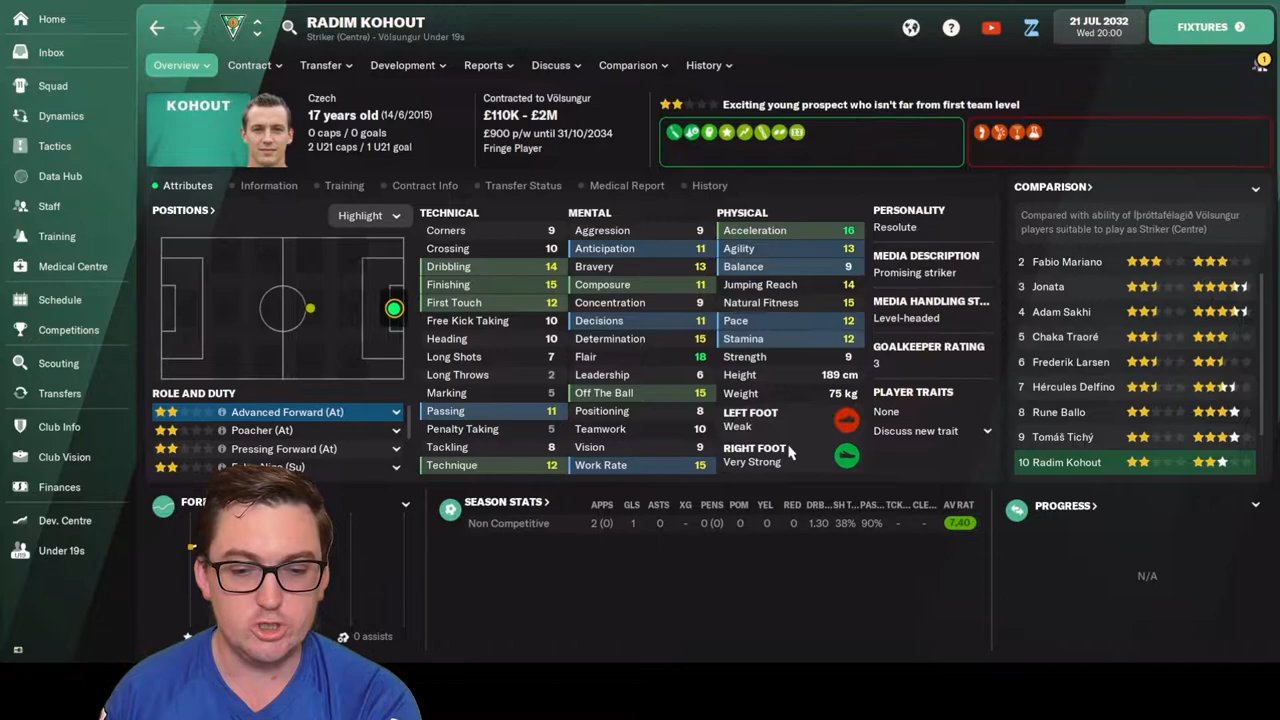 Home
Inbox
Squad
Dynamics
Tactics
Data Hub
Staff
Training
Medical Centre
Schedule
Competitions
Scouting
Transfers
Club Info
Club Vision
Finances
Dev. Centre
Under 19s
RADIM KOHOUT
Striker (Centre) - Völsungur Under 19s
21 JUL 2032
Wed 20:00
FIXTURES
1
Overview
Contract
Transfer
Development
Reports
Discuss
Comparison
History
KOHOUT
Czech
17 years old (14/6/2015)
0 caps / 0 goals
2 U21 caps / 1 U21 goal
Contracted to Völsungur
£110K - £2M
£900 p/w until 31/10/2034
Fringe Player
Exciting young prospect who isn't far from first team level
Attributes
Information
Training
Contract Info
Transfer Status
Medical Report
History
POSITIONS
Highlight
ROLE AND DUTY
Advanced Forward (At)
Poacher (At)
Pressing Forward (At)
TECHNICAL
Corners 9
Crossing 10
Dribbling 14
Finishing 15
First Touch 12
Free Kick Taking 10
Heading 10
Long Shots 7
Long Throws 2
Marking 5
Passing 11
Penalty Taking 5
Tackling 8
Technique 12
MENTAL
Aggression 9
Anticipation 11
Bravery 13
Composure 11
Concentration 9
Decisions 11
Determination 15
Flair 18
Leadership 6
Off The Ball 15
Positioning 8
Teamwork 10
Vision 9
Work Rate 15
PHYSICAL
Acceleration 16
Agility 13
Balance 9
Jumping Reach 14
Natural Fitness 15
Pace 12
Stamina 12
Strength 9
Height 189 cm
Weight 75 kg
LEFT FOOT
Weak
RIGHT FOOT
Very Strong
PERSONALITY
Resolute
MEDIA DESCRIPTION
Promising striker
MEDIA HANDLING ST...
Level-headed
GOALKEEPER RATING
3
PLAYER TRAITS
None
Discuss new trait
COMPARISON
Compared with ability of Íþróttafélagið Völsungur
players suitable to play as Striker (Centre)
2 Fabio Mariano
3 Jonata
4 Adam Sakhi
5 Chaka Traoré
6 Frederik Larsen
7 Hércules Delfino
8 Rune Ballo
9 Tomáš Tichý
10 Radim Kohout
FOR
0 assists
SEASON STATS
APPS GLS ASTS XG PENS POM YEL RED DRB... SH T... PAS... TCK... CLE... AV RAT
Non Competitive 2 (0) 1 0 - 0 (0) 0 0 0 1.30 38% 90% - - 7.40
PROGRESS
N/A